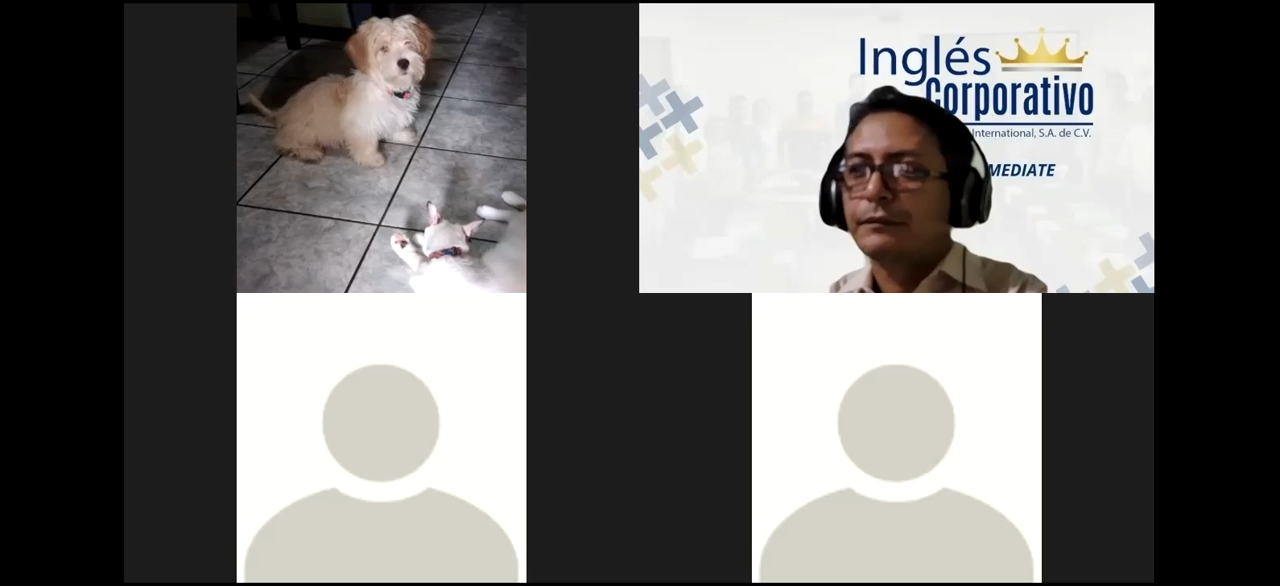 Inglés
Corporativo
International, S.A. de C.V.
MEDIATE